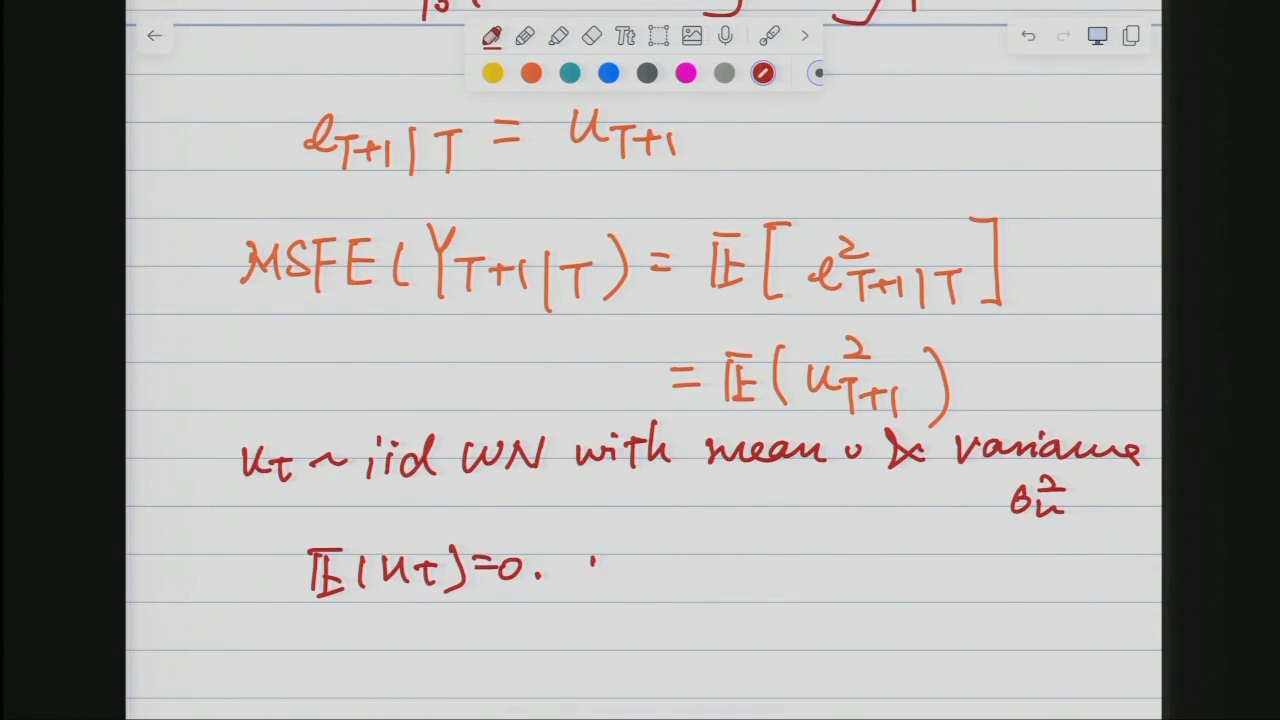 Tt
e_{T+1|T} = u_{T+1}
MSFE(Y_{T+1|T}) = 𝔼[e²_{T+1|T}]
= 𝔼(u²_{T+1})
u_t ~ iid WN with mean 0 & variance
σ²_u
𝔼(u_t)=0.